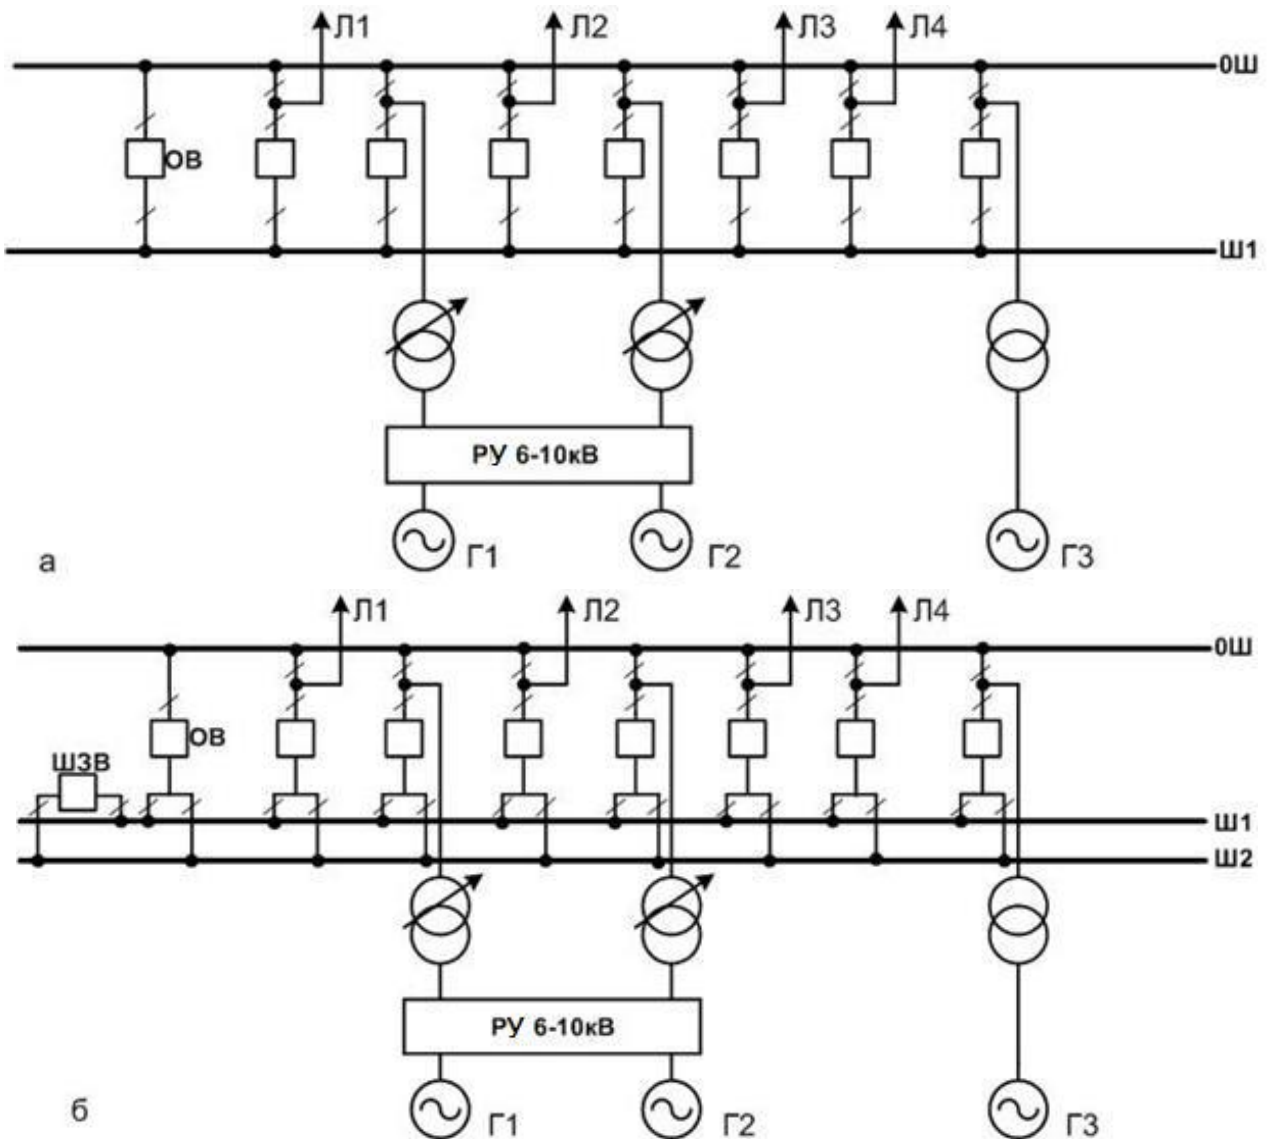 Л1 Л2 Л3 Л4
0Ш
ОВ
Ш1
РУ 6-10кВ
Г1 Г2 Г3
а
Л1 Л2 Л3 Л4
0Ш
ОВ
ШЗВ
Ш1
Ш2
РУ 6-10кВ
Г1 Г2 Г3
б